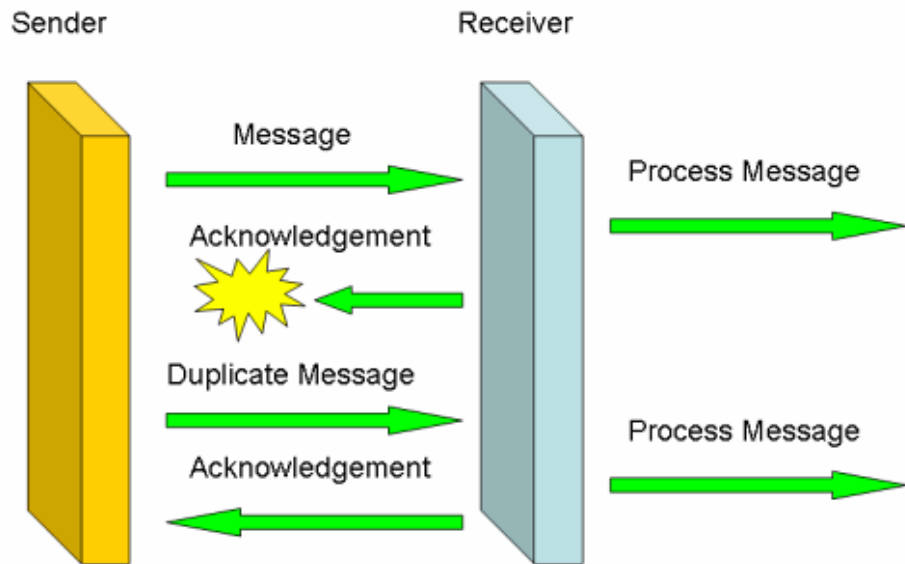 Sender
Receiver
Message
Process Message
Acknowledgement
Duplicate Message
Process Message
Acknowledgement